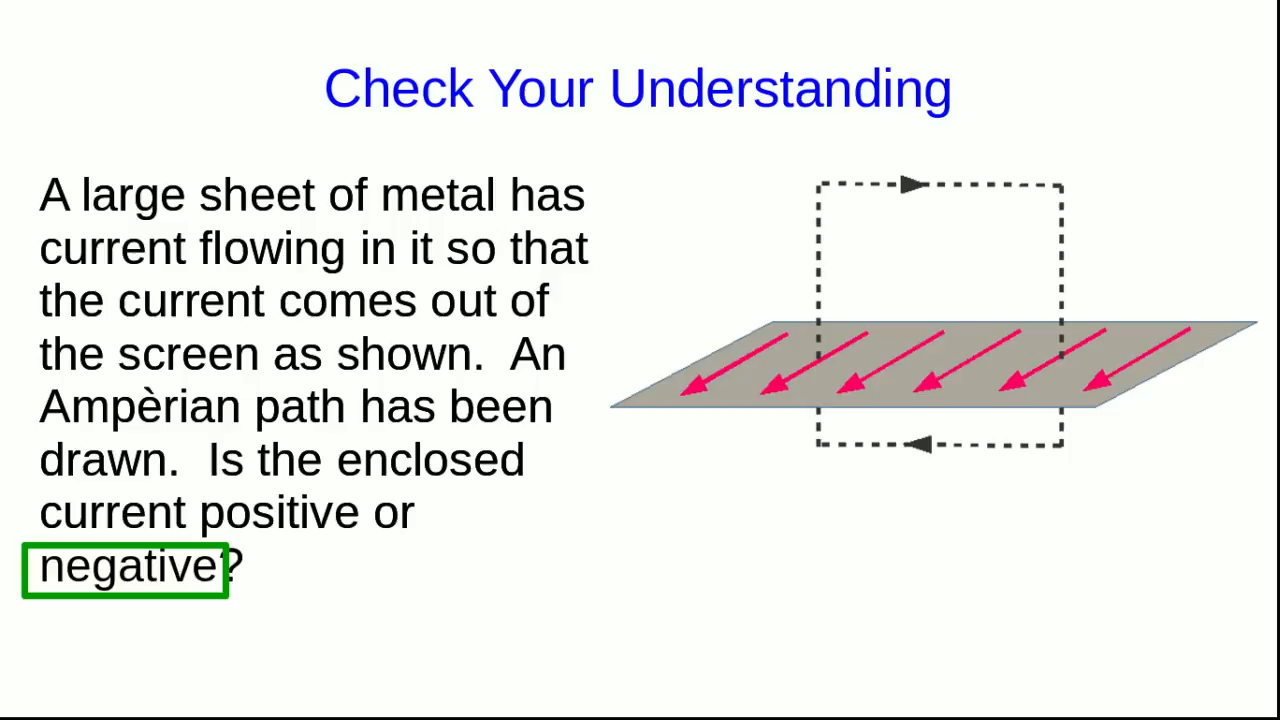 Check Your Understanding
A large sheet of metal has
current flowing in it so that
the current comes out of
the screen as shown.  An
Ampèrian path has been
drawn.  Is the enclosed
current positive or
negative?